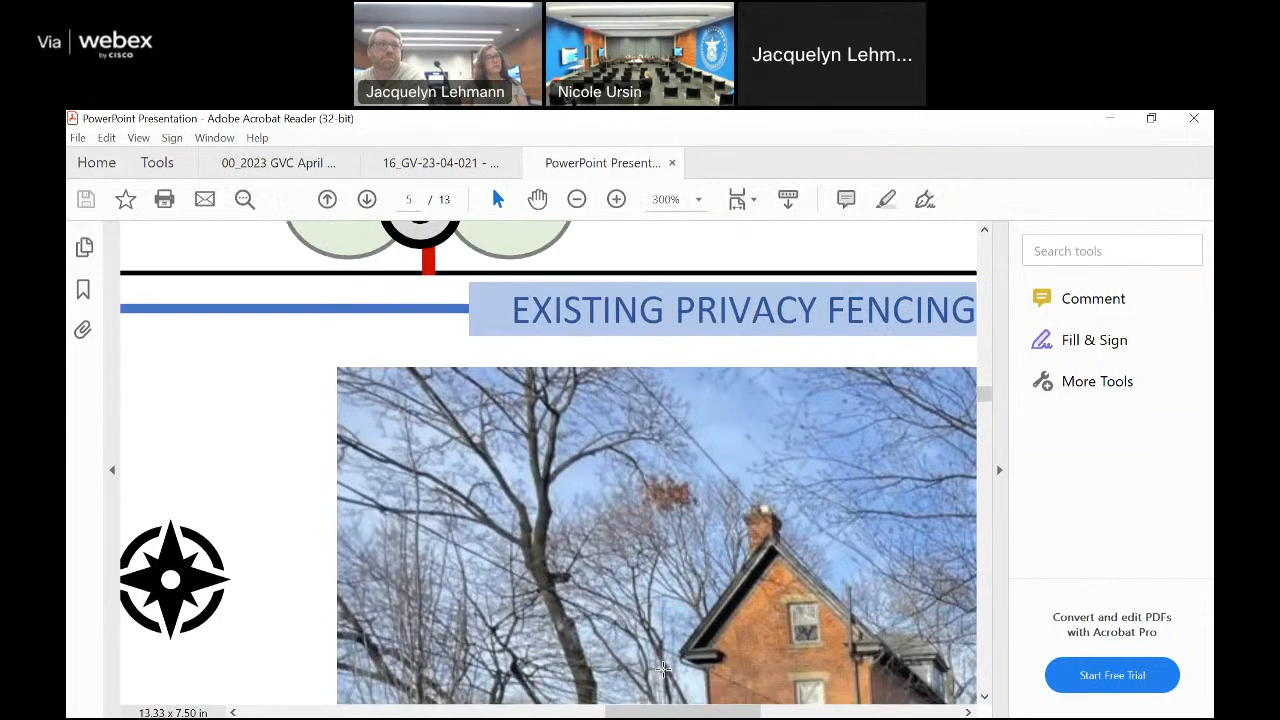 Via webex
by CISCO
Jacquelyn Lehmann
Nicole Ursin
Jacquelyn Lehm...
PowerPoint Presentation - Adobe Acrobat Reader (32-bit)
File Edit View Sign Window Help
Home Tools 00_2023 GVC April ... 16_GV-23-04-021 - ... PowerPoint Present... ×
5 / 13 300%
Search tools
EXISTING PRIVACY FENCING
Comment
Fill & Sign
More Tools
Convert and edit PDFs
with Acrobat Pro
Start Free Trial
13.33 x 7.50 in